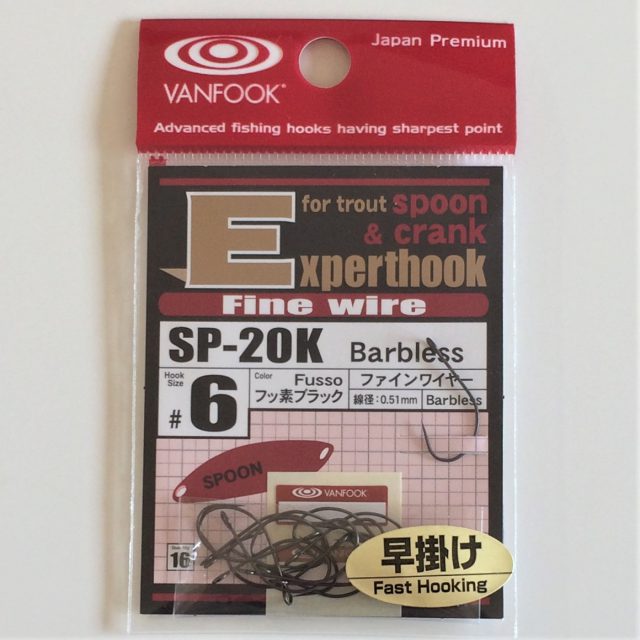 Japan Premium
VANFOOK®
Advanced fishing hooks having sharpest point
for trout spoon
& crank
Experthook
Fine wire
SP-20K Barbless
Hook Size
#6
Color
Fusso
フッ素ブラック
ファインワイヤー
線径:0.51mm
Barbless
SPOON
VANFOOK
16
早掛け
Fast Hooking